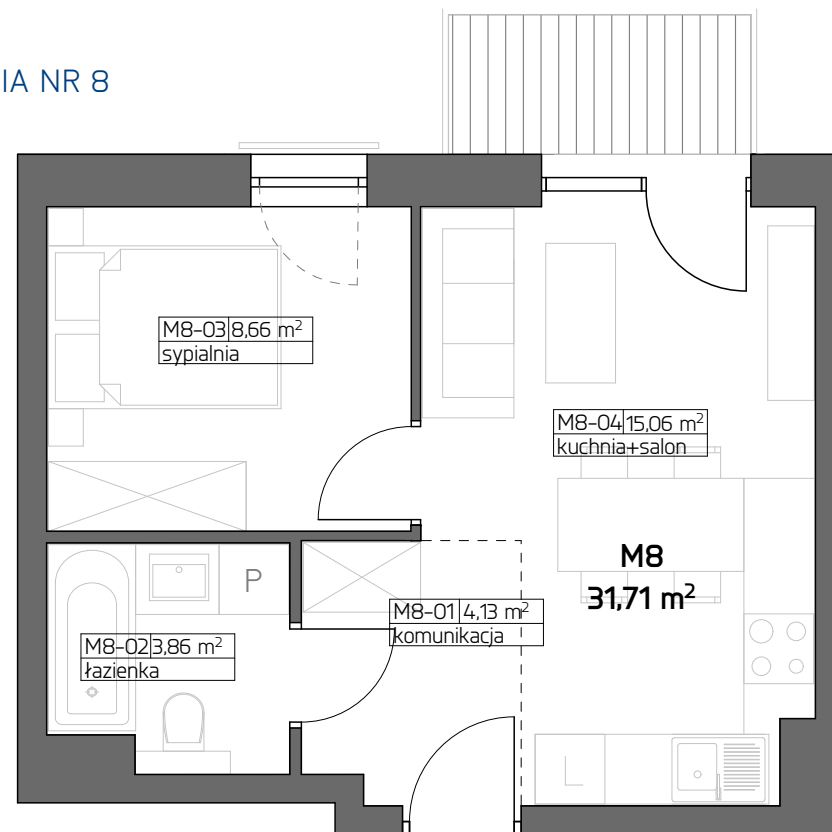 IA NR 8
M8-03 8,66 m²
sypialnia
M8-04 15,06 m²
kuchnia+salon
M8
31,71 m²
P
M8-01 4,13 m²
komunikacja
M8-02 3,86 m²
łazienka
L